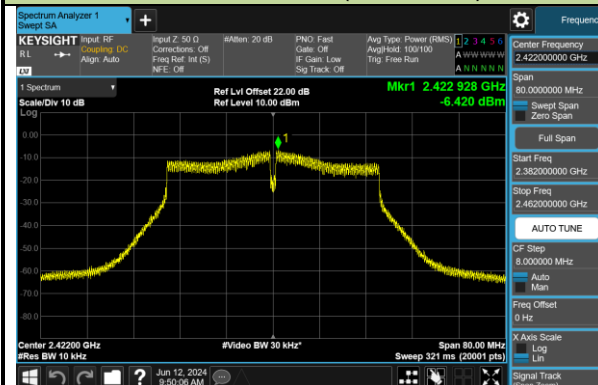 Spectrum Analyzer 1
Swept SA
+
Frequency
KEYSIGHT
RL
LXI
Input: RF
Coupling: DC
Align: Auto
Input Z: 50 Ω
Corrections: Off
Freq Ref: Int (S)
NFE: Off
#Atten: 20 dB
PNO: Fast
Gate: Off
IF Gain: Low
Sig Track: Off
Avg Type: Power (RMS)
Avg|Hold: 100/100
Trig: Free Run
1 2 3 4 5 6
A W W W W W
A N N N N N
1 Spectrum
Scale/Div 10 dB
Log
Ref Lvl Offset 22.00 dB
Ref Level 10.00 dBm
Mkr1 2.422 928 GHz
-6.420 dBm
1
0.00
-10.0
-20.0
-30.0
-40.0
-50.0
-60.0
-70.0
-80.0
Center 2.42200 GHz
#Res BW 10 kHz
#Video BW 30 kHz*
Span 80.00 MHz
Sweep 321 ms (20001 pts)
Center Frequency
2.422000000 GHz
Span
80.0000000 MHz
Swept Span
Zero Span
Full Span
Start Freq
2.382000000 GHz
Stop Freq
2.462000000 GHz
AUTO TUNE
CF Step
8.000000 MHz
Auto
Man
Freq Offset
0 Hz
X Axis Scale
Log
Lin
Signal Track
(Span Zoom)
?
Jun 12, 2024
9:50:06 AM